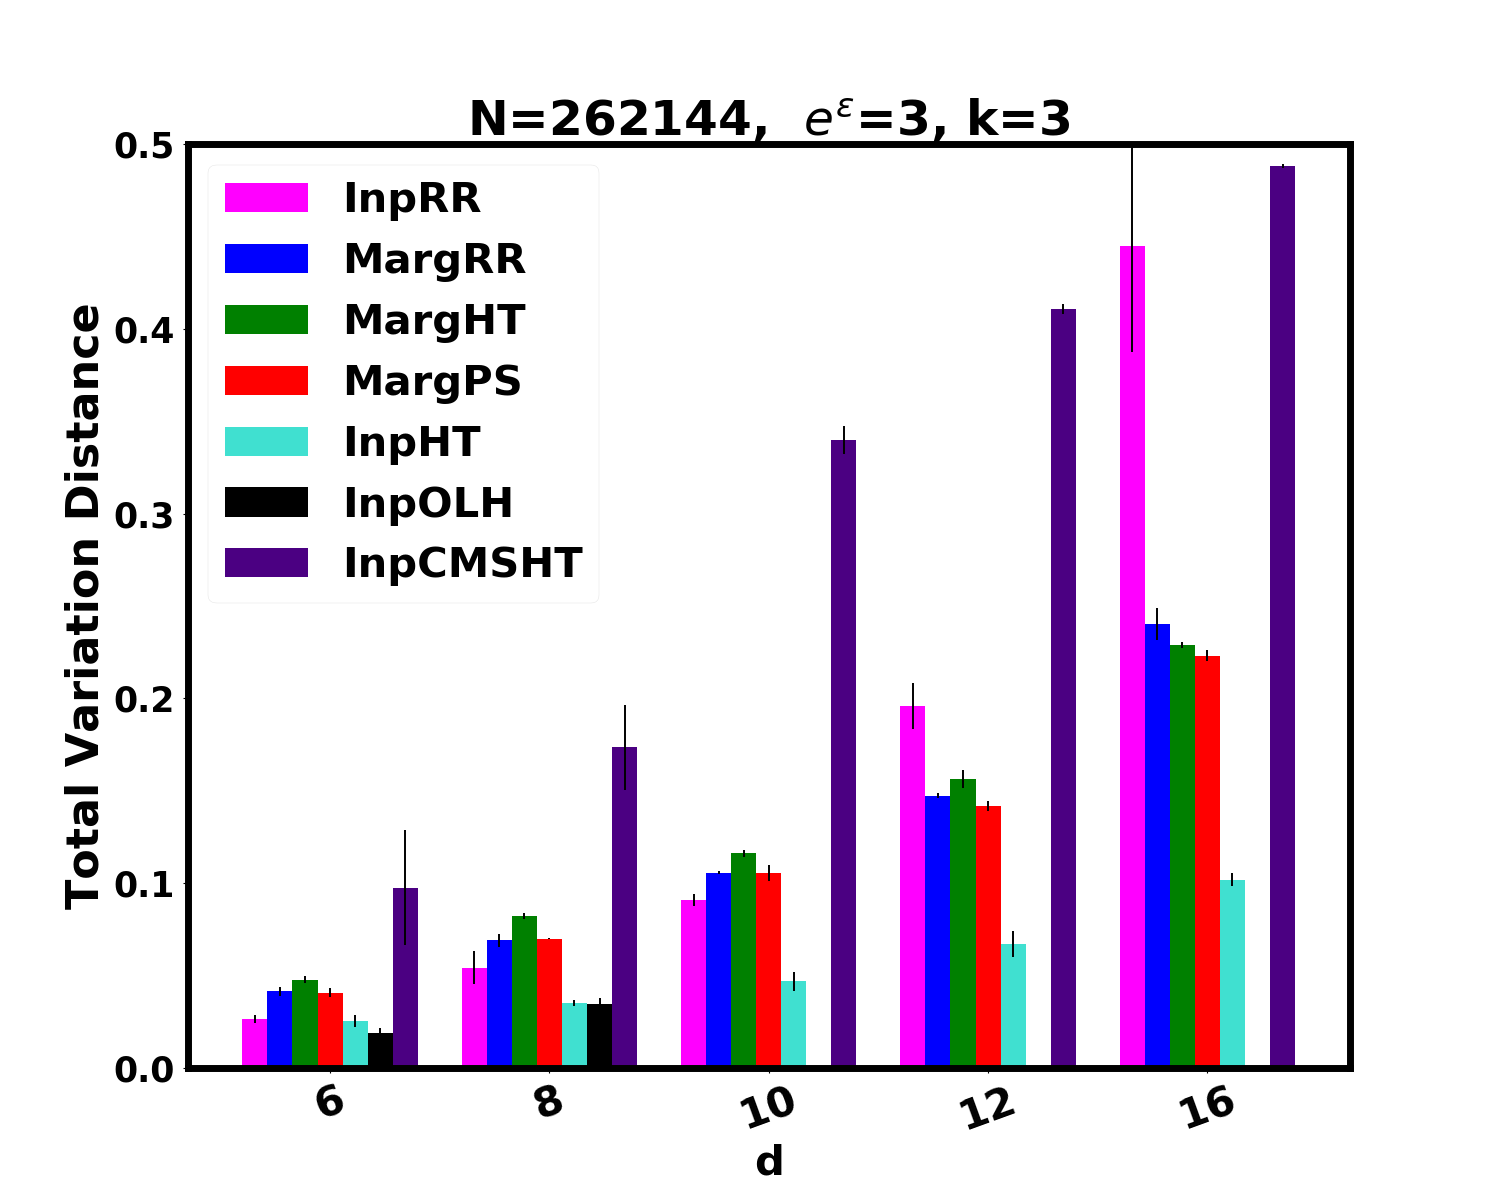 N=262144, e^ε=3, k=3
0.5
0.4
0.3
0.2
0.1
0.0
Total Variation Distance
InpRR
MargRR
MargHT
MargPS
InpHT
InpOLH
InpCMSHT
6 8 10 12 16
d